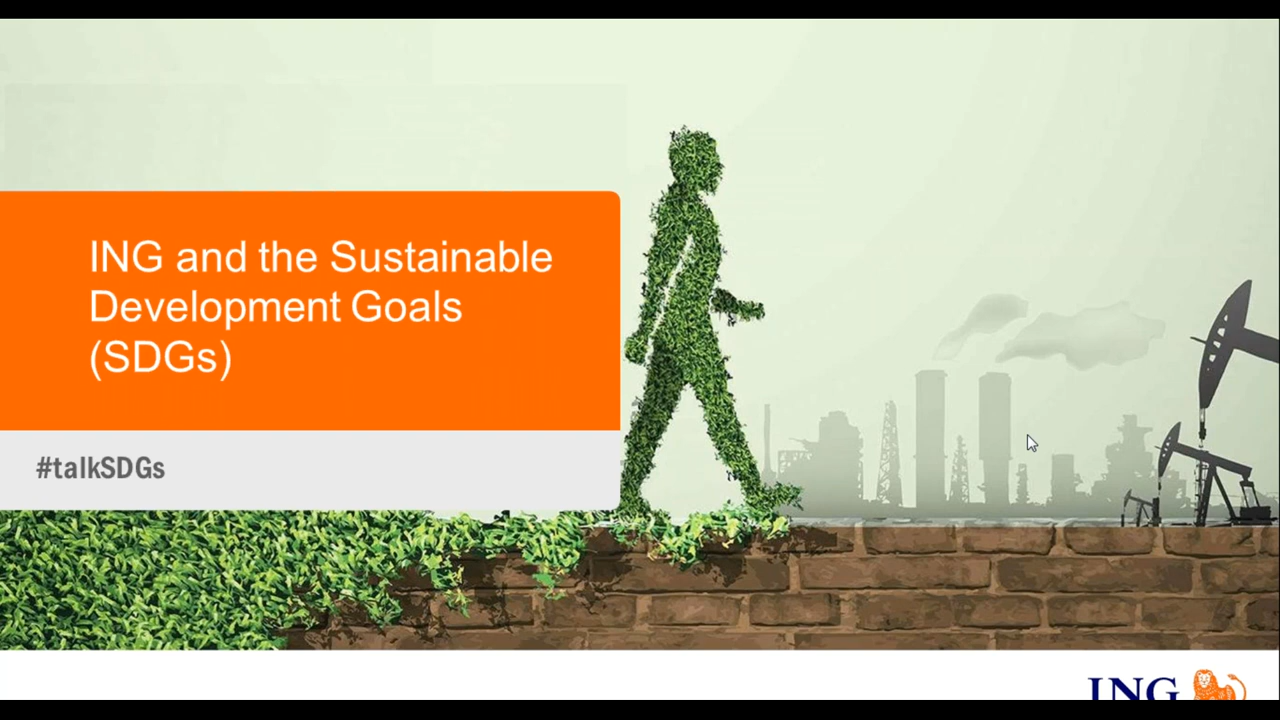 ING and the Sustainable
Development Goals
(SDGs)
#talkSDGs
ING